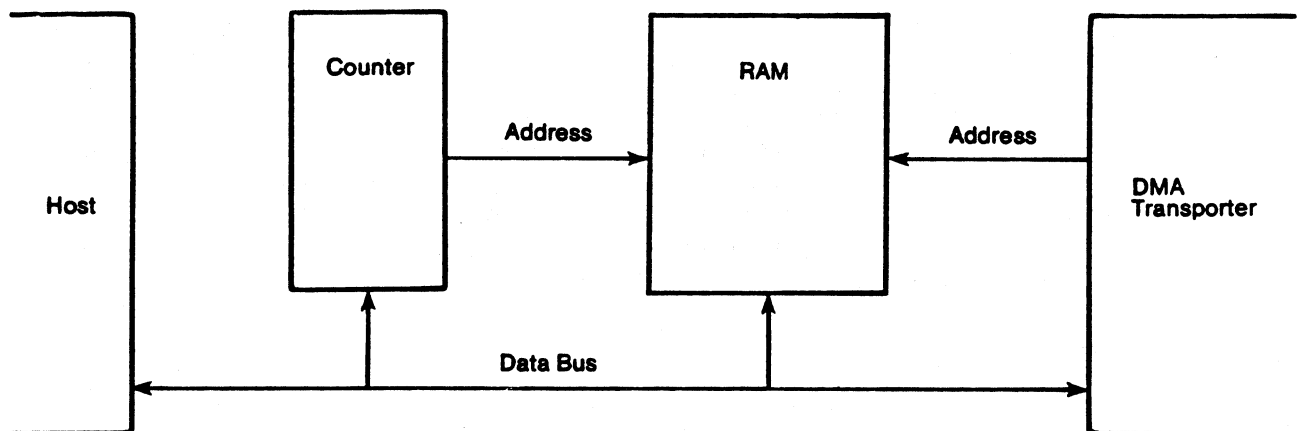 Counter
RAM
Address
Address
Host
DMA
Transporter
Data Bus